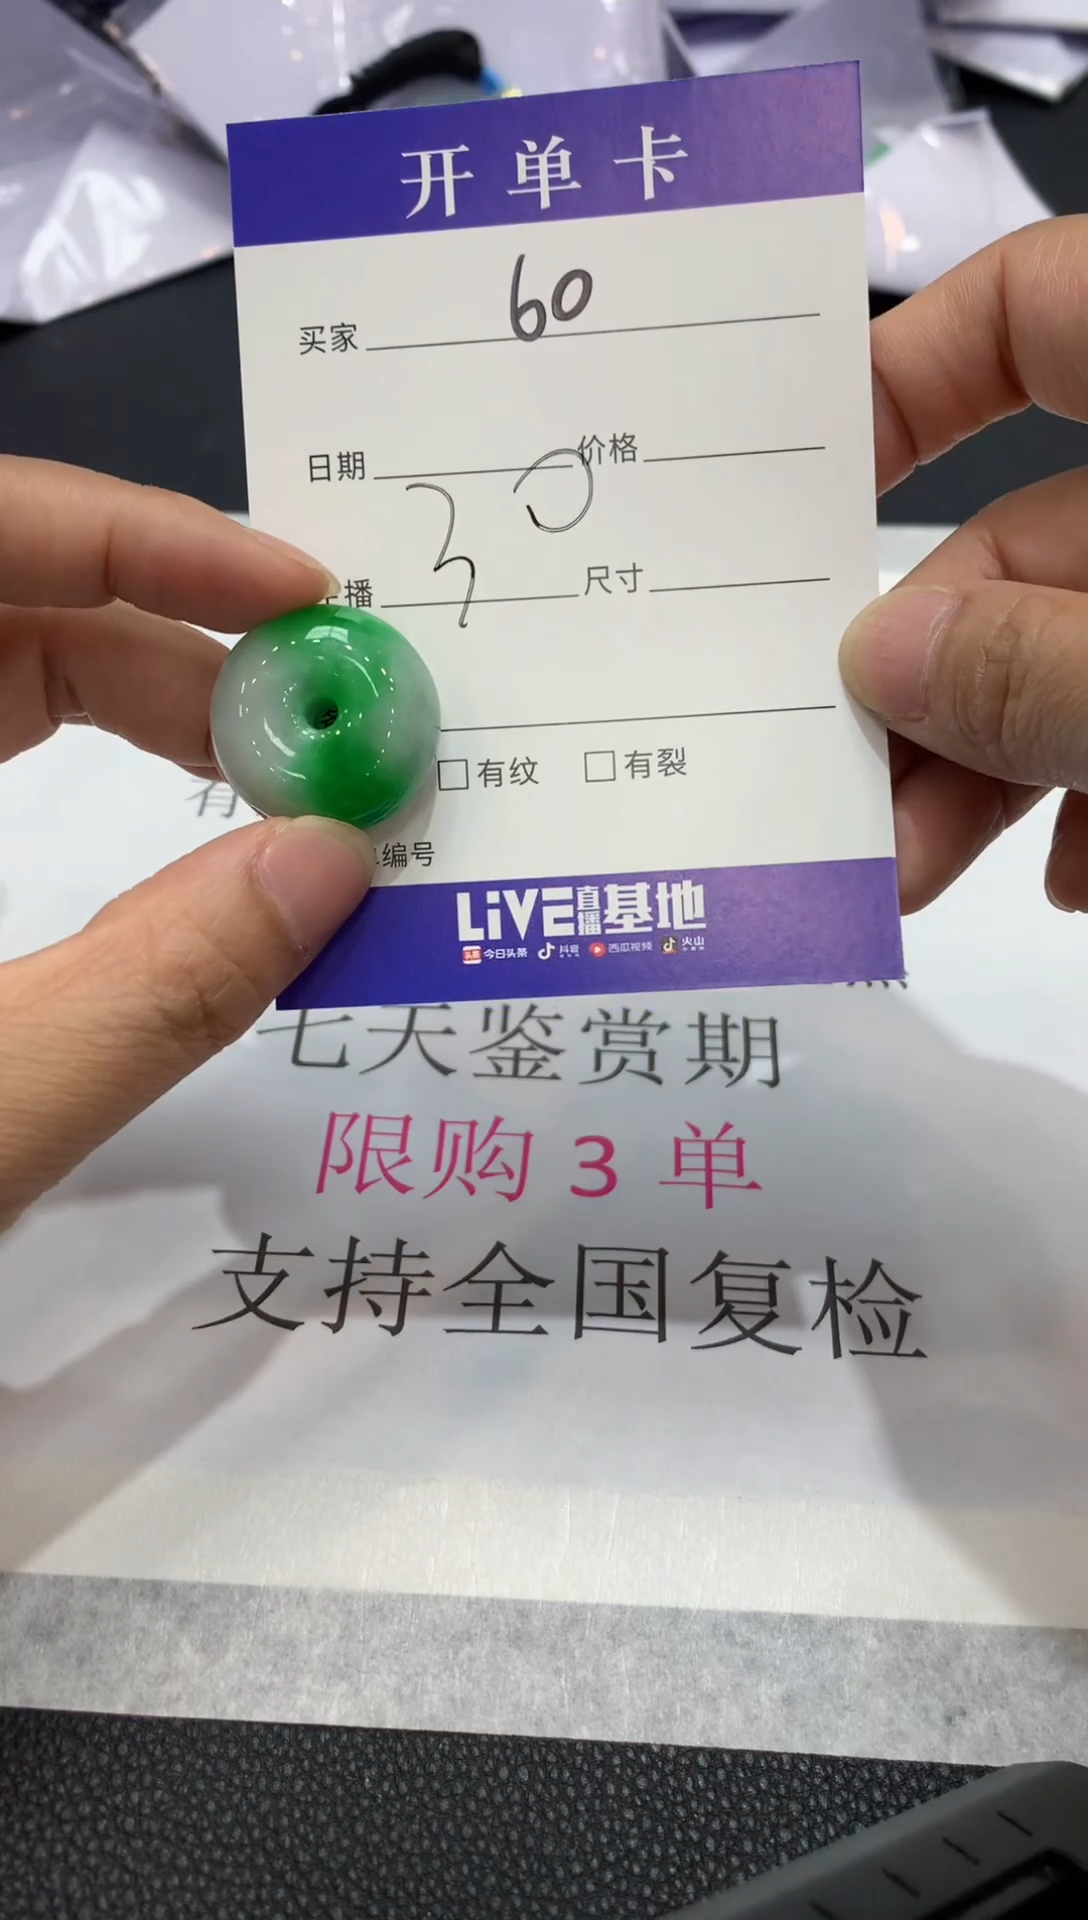 开单卡
买家 60
日期 价格
30
主播 尺寸
有纹 有裂
编号
LiVE直播基地
今日头条 抖音 西瓜视频 火山
有
七天鉴赏期
限购3单
支持全国复检